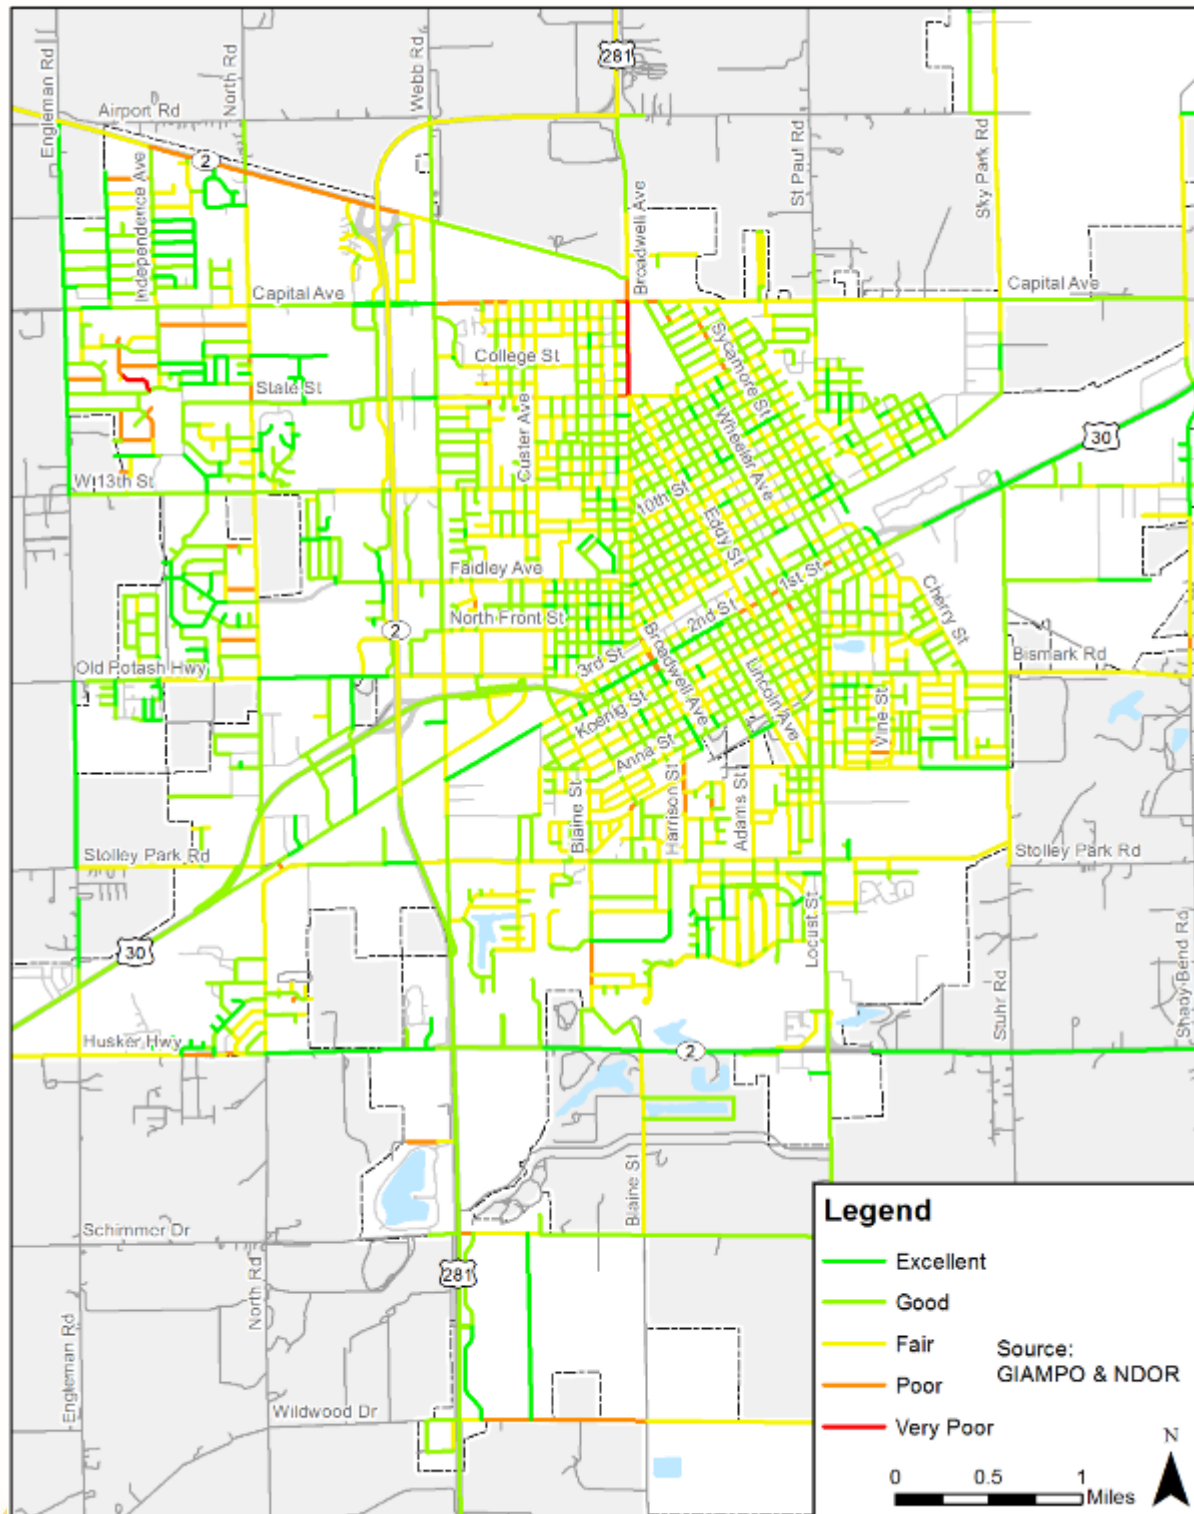 281
Engleman Rd
North Rd
Webb Rd
Airport Rd
St Paul Rd
Sky Park Rd
2
Independence Ave
Broadwell Ave
Capital Ave
Capital Ave
College St
Sycamore St
State St
Custer Ave
Wheeler Ave
30
W 13th St
10th St
Eddy St
Faidley Ave
1st St
Cherry St
North Front St
2nd St
2
3rd St
Broadwell Ave
Old Potash Hwy
Bismark Rd
Lincoln Ave
Koenig St
Vine St
Anna St
Blaine St
Harrison St
Adams St
Stolley Park Rd
Stolley Park Rd
Locust St
30
Stuhr Rd
Shady Bend Rd
Husker Hwy
2
Blaine St
Schimmer Dr
281
North Rd
Engleman Rd
Wildwood Dr
Legend
Excellent
Good
Fair
Source:
GIAMPO & NDOR
Poor
Very Poor
N
0 0.5 1
Miles